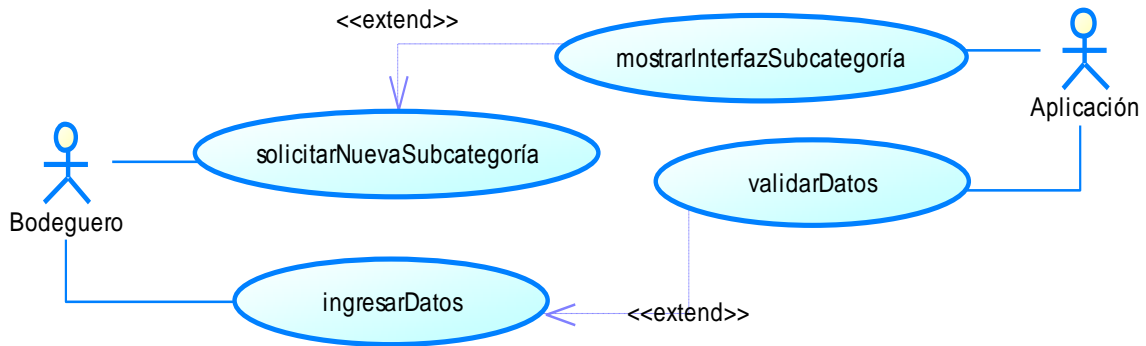 <<extend>>
mostrarInterfazSubcategoría
Aplicación
solicitarNuevaSubcategoría
validarDatos
Bodeguero
ingresarDatos
<<extend>>